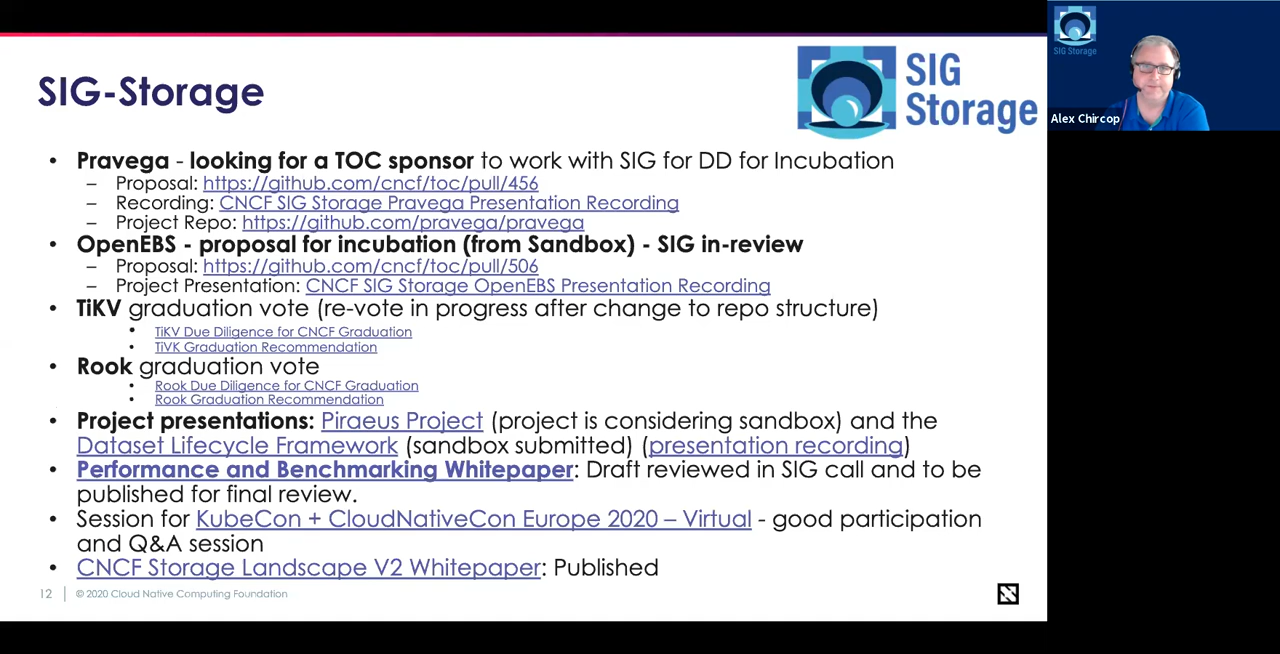 SIG-Storage
SIG
Storage
SIG Storage
Alex Chircop
• Pravega - looking for a TOC sponsor to work with SIG for DD for Incubation
– Proposal: https://github.com/cncf/toc/pull/456
– Recording: CNCF SIG Storage Pravega Presentation Recording
– Project Repo: https://github.com/pravega/pravega
• OpenEBS - proposal for incubation (from Sandbox) - SIG in-review
– Proposal: https://github.com/cncf/toc/pull/506
– Project Presentation: CNCF SIG Storage OpenEBS Presentation Recording
• TiKV graduation vote (re-vote in progress after change to repo structure)
• TiKV Due Diligence for CNCF Graduation
• TiVK Graduation Recommendation
• Rook graduation vote
• Rook Due Diligence for CNCF Graduation
• Rook Graduation Recommendation
• Project presentations: Piraeus Project (project is considering sandbox) and the
Dataset Lifecycle Framework (sandbox submitted) (presentation recording)
• Performance and Benchmarking Whitepaper: Draft reviewed in SIG call and to be
published for final review.
• Session for KubeCon + CloudNativeCon Europe 2020 – Virtual - good participation
and Q&A session
• CNCF Storage Landscape V2 Whitepaper: Published
12 | © 2020 Cloud Native Computing Foundation